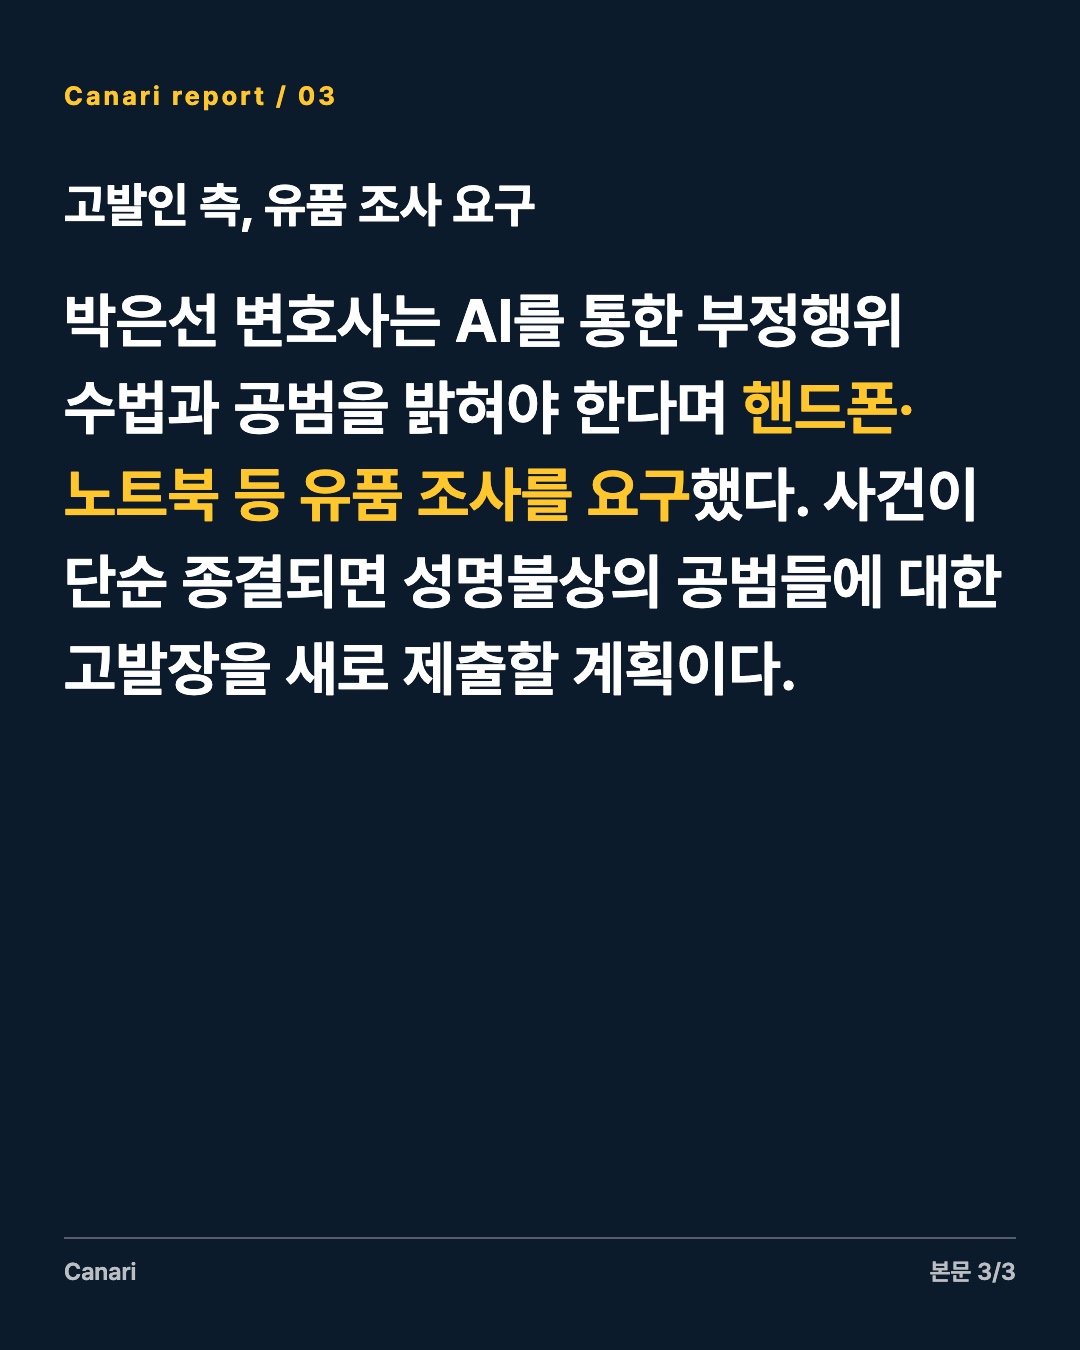 Canari report / 03
고발인 측, 유품 조사 요구
박은선 변호사는 AI를 통한 부정행위
수법과 공범을 밝혀야 한다며 핸드폰·
노트북 등 유품 조사를 요구했다. 사건이
단순 종결되면 성명불상의 공범들에 대한
고발장을 새로 제출할 계획이다.
Canari
본문 3/3